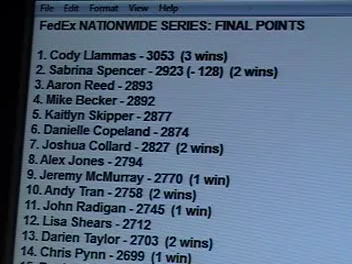 File Edit Format View Help
FedEx NATIONWIDE SERIES: FINAL POINTS
1. Cody Llammas - 3053 (3 wins)
2. Sabrina Spencer - 2923 (- 128) (2 wins)
3. Aaron Reed - 2893
4. Mike Becker - 2892
5. Kaitlyn Skipper - 2877
6. Danielle Copeland - 2874
7. Joshua Collard - 2827 (2 wins)
8. Alex Jones - 2794
9. Jeremy McMurray - 2770 (1 win)
10. Andy Tran - 2758 (2 wins)
11. John Radigan - 2745 (1 win)
12. Lisa Shears - 2712
13. Darien Taylor - 2703 (2 wins)
14. Chris Pynn - 2699 (1 win)